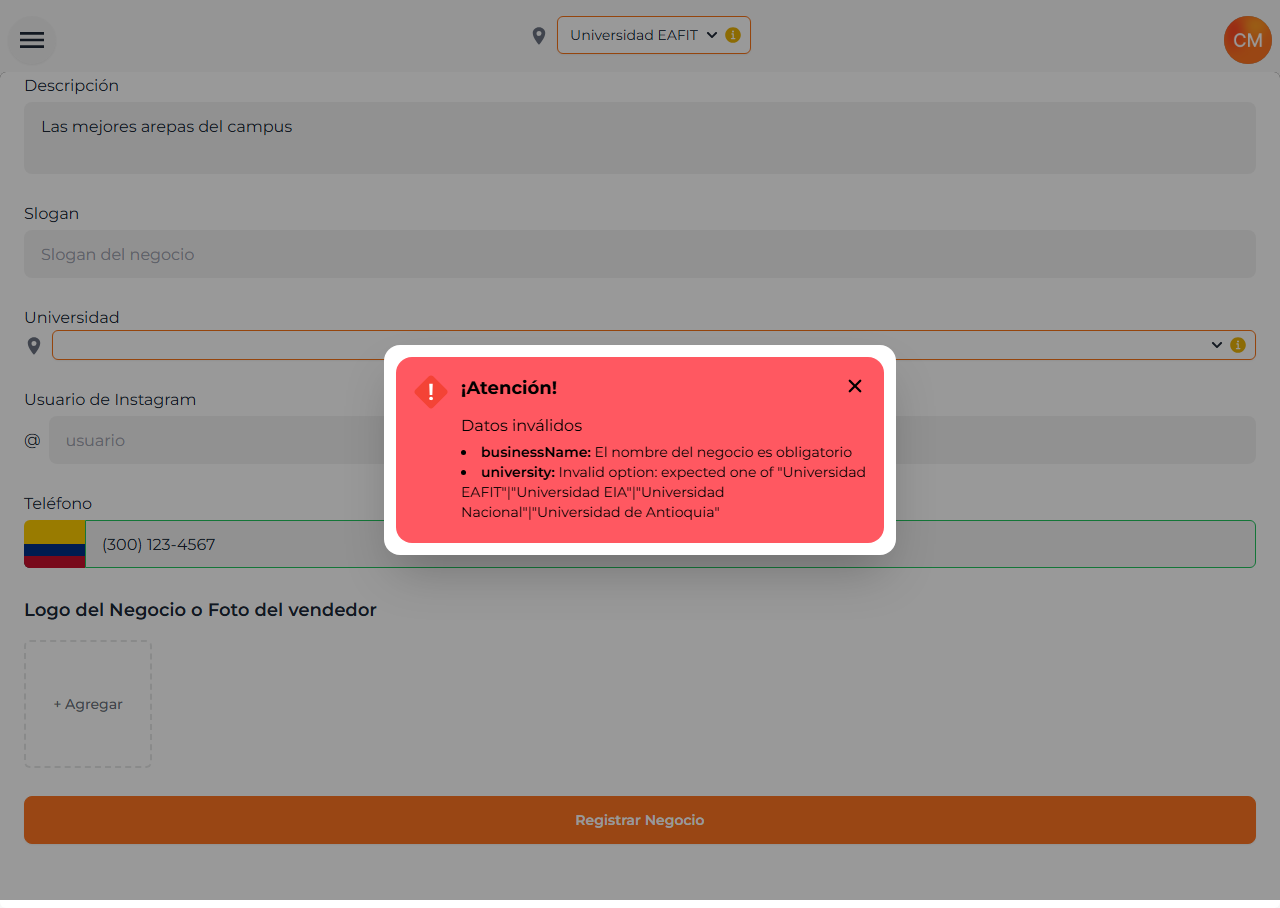 Universidad EAFIT
CM
Descripción
Las mejores arepas del campus
Slogan
Slogan del negocio
Universidad
Usuario de Instagram
@ usuario
Teléfono
(300) 123-4567
¡Atención!
Datos inválidos
• businessName: El nombre del negocio es obligatorio
• university: Invalid option: expected one of "Universidad
EAFIT"|"Universidad EIA"|"Universidad
Nacional"|"Universidad de Antioquia"
Logo del Negocio o Foto del vendedor
+ Agregar
Registrar Negocio